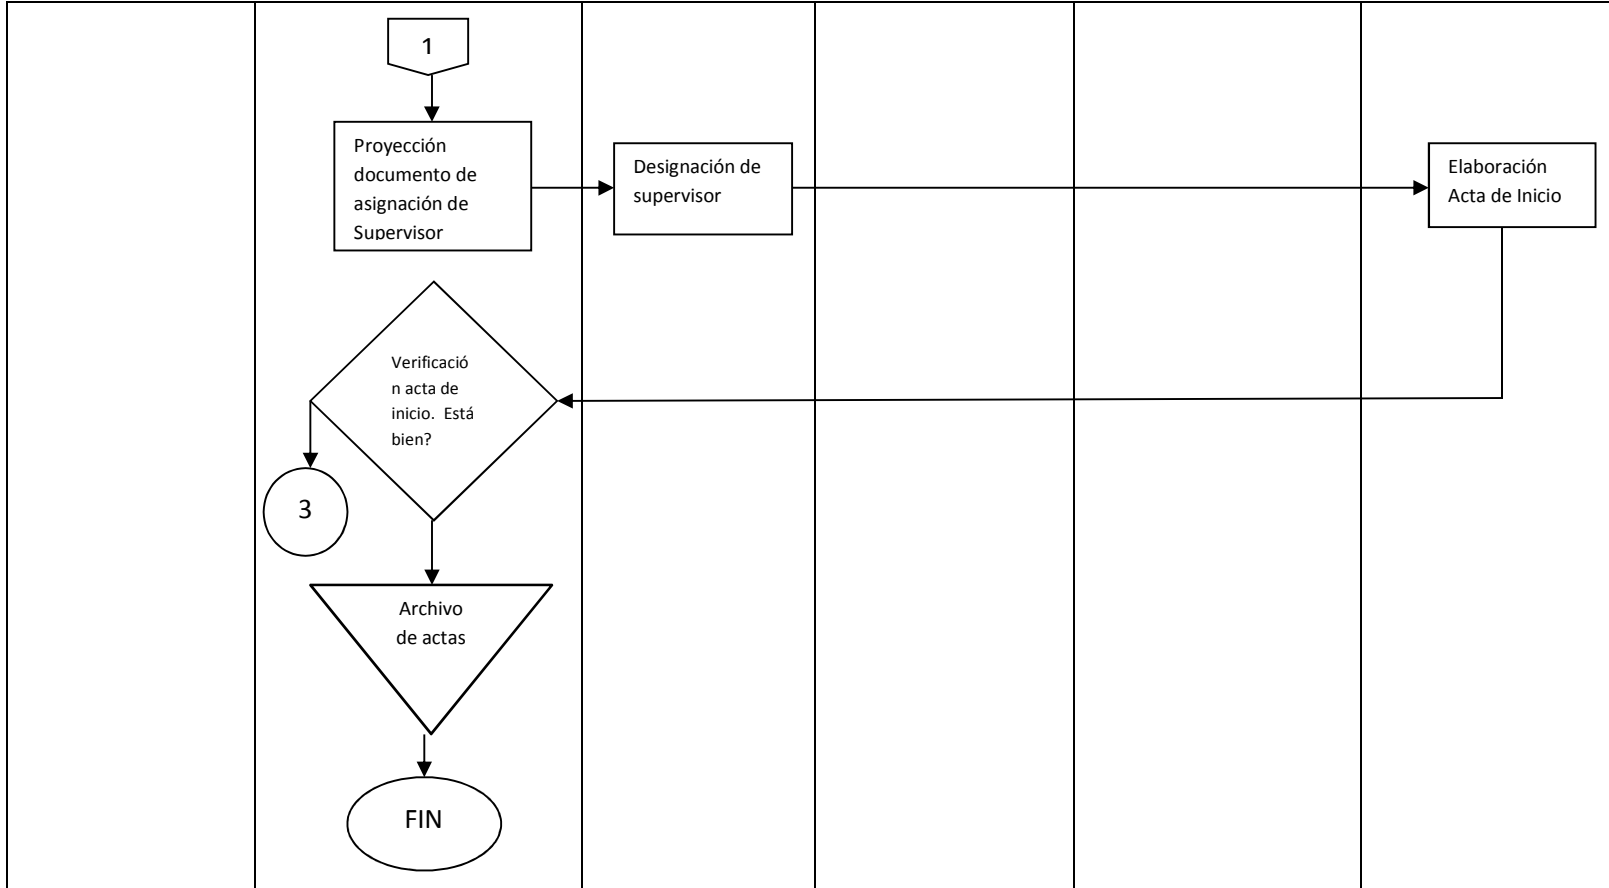 1
Proyección
documento de
asignación de
Supervisor
Designación de
supervisor
Elaboración
Acta de Inicio
Verificació
n acta de
inicio.  Está
bien?
3
Archivo
de actas
FIN